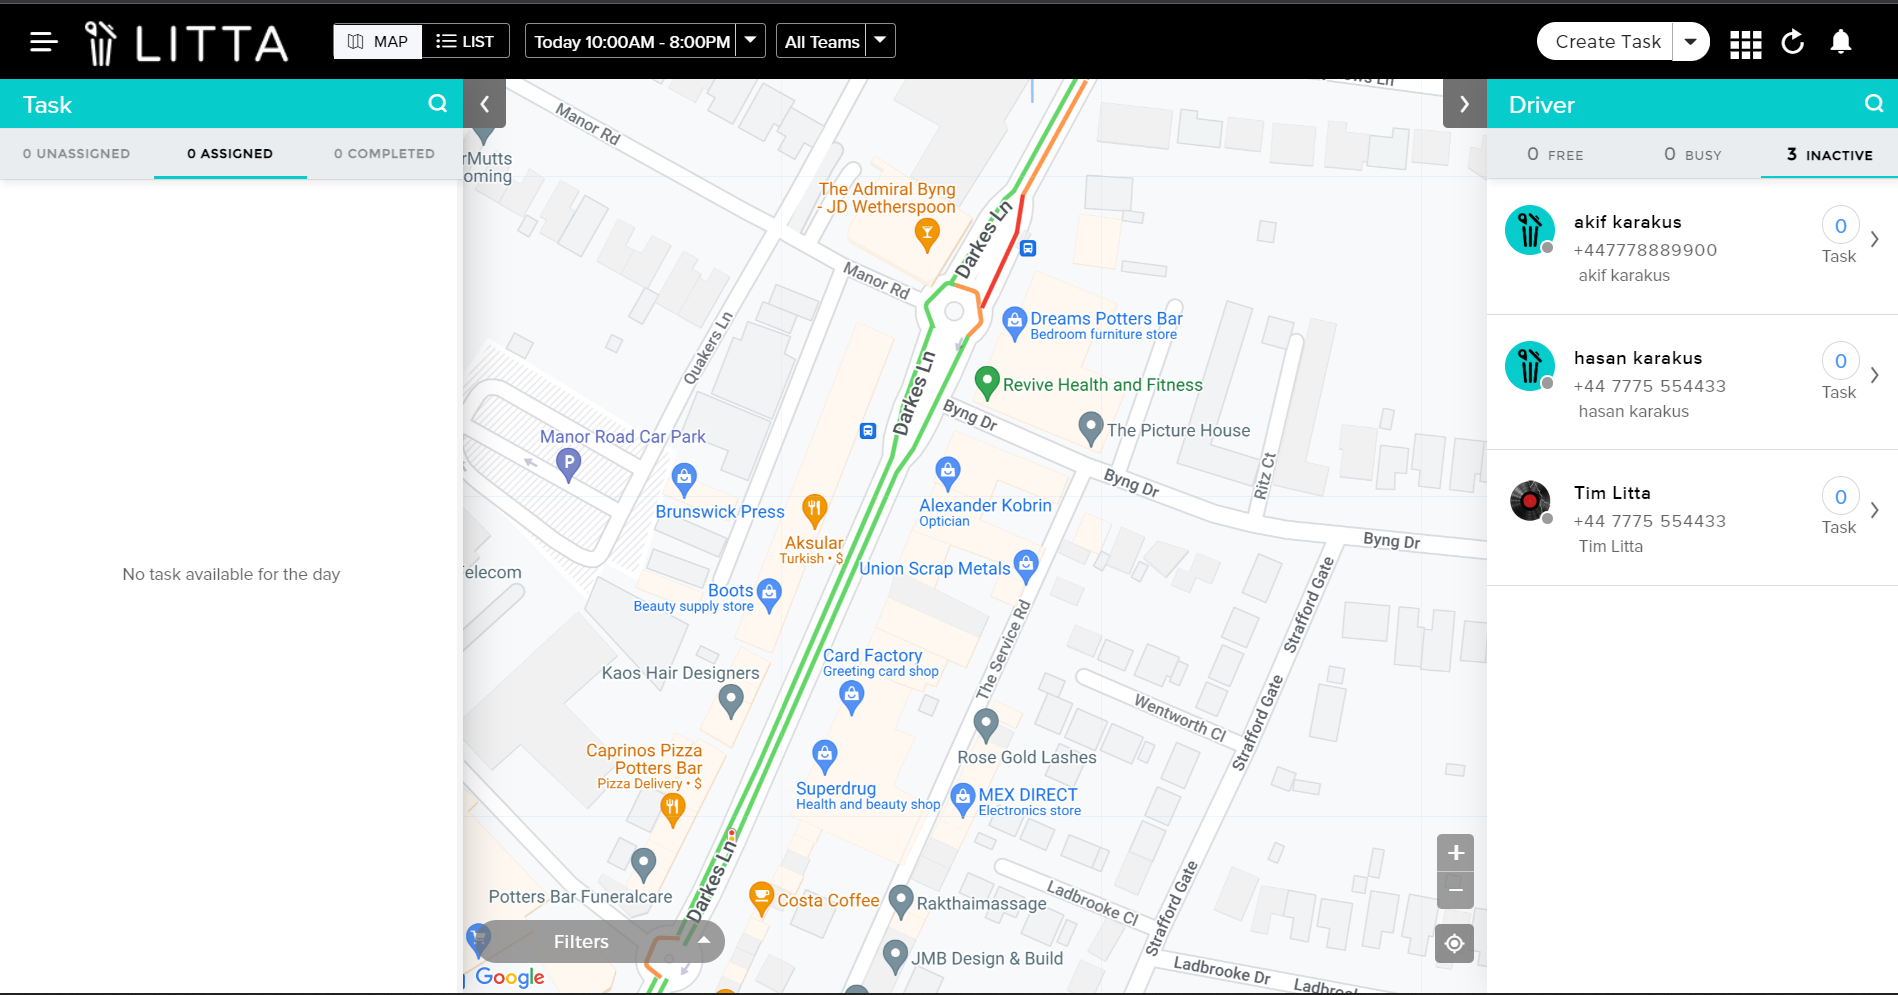 LITTA
MAP
LIST
Today 10:00AM - 8:00PM
All Teams
Create Task
Task
0 UNASSIGNED
0 ASSIGNED
0 COMPLETED
No task available for the day
Manor Rd
rMutts
oming
The Admiral Byng
- JD Wetherspoon
Darkes Ln
Manor Rd
Quakers Ln
Dreams Potters Bar
Bedroom furniture store
Darkes Ln
Revive Health and Fitness
Byng Dr
The Picture House
Manor Road Car Park
Byng Dr
Ritz Ct
Brunswick Press
Alexander Kobrin
Optician
Aksular
Turkish • $
Byng Dr
elecom
Union Scrap Metals
Boots
Beauty supply store
Strafford Gate
The Service Rd
Card Factory
Greeting card shop
Kaos Hair Designers
Wentworth Cl
Strafford Gate
Caprinos Pizza
Potters Bar
Pizza Delivery • $
Rose Gold Lashes
Superdrug
Health and beauty shop
MEX DIRECT
Electronics store
Darkes Ln
Potters Bar Funeralcare
Costa Coffee
Rakthaimassage
Ladbrooke Cl
Strafford Gate
Filters
JMB Design & Build
Ladbrooke Dr
Google
Driver
0 FREE
0 BUSY
3 INACTIVE
akif karakus
+447778889900
akif karakus
0
Task
hasan karakus
+44 7775 554433
hasan karakus
0
Task
Tim Litta
+44 7775 554433
Tim Litta
0
Task